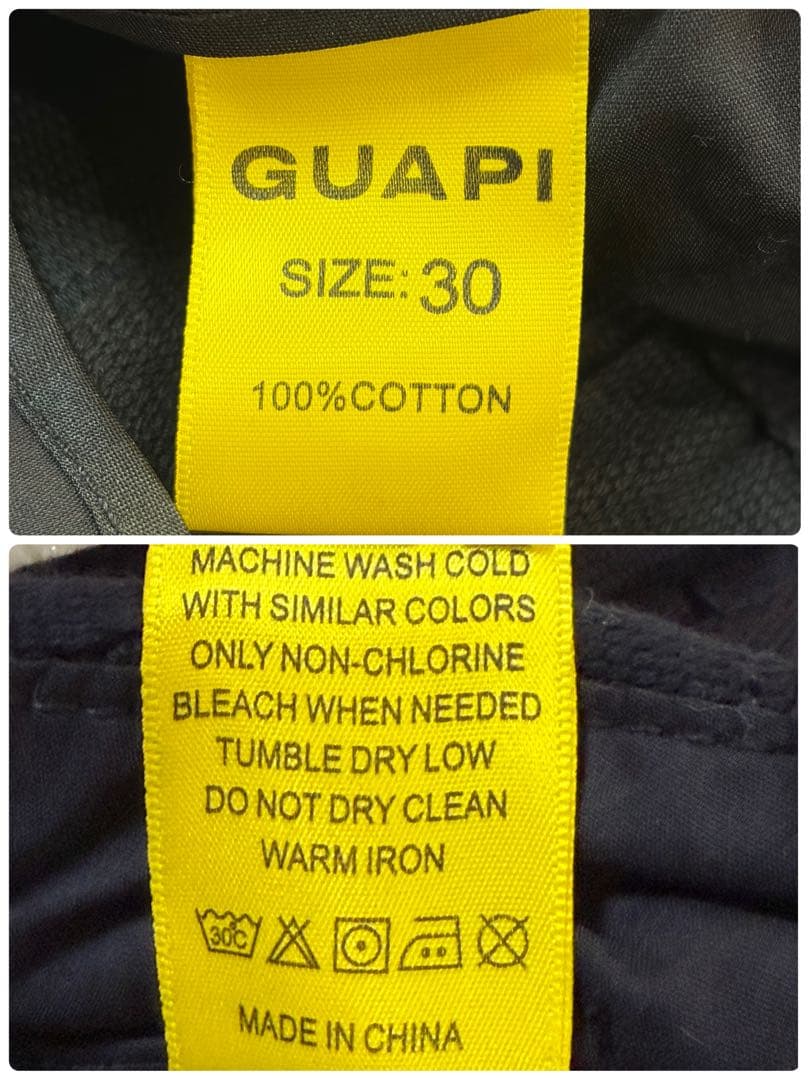 GUAPI
SIZE: 30
100%COTTON
MACHINE WASH COLD
WITH SIMILAR COLORS
ONLY NON-CHLORINE
BLEACH WHEN NEEDED
TUMBLE DRY LOW
DO NOT DRY CLEAN
WARM IRON
30C
MADE IN CHINA